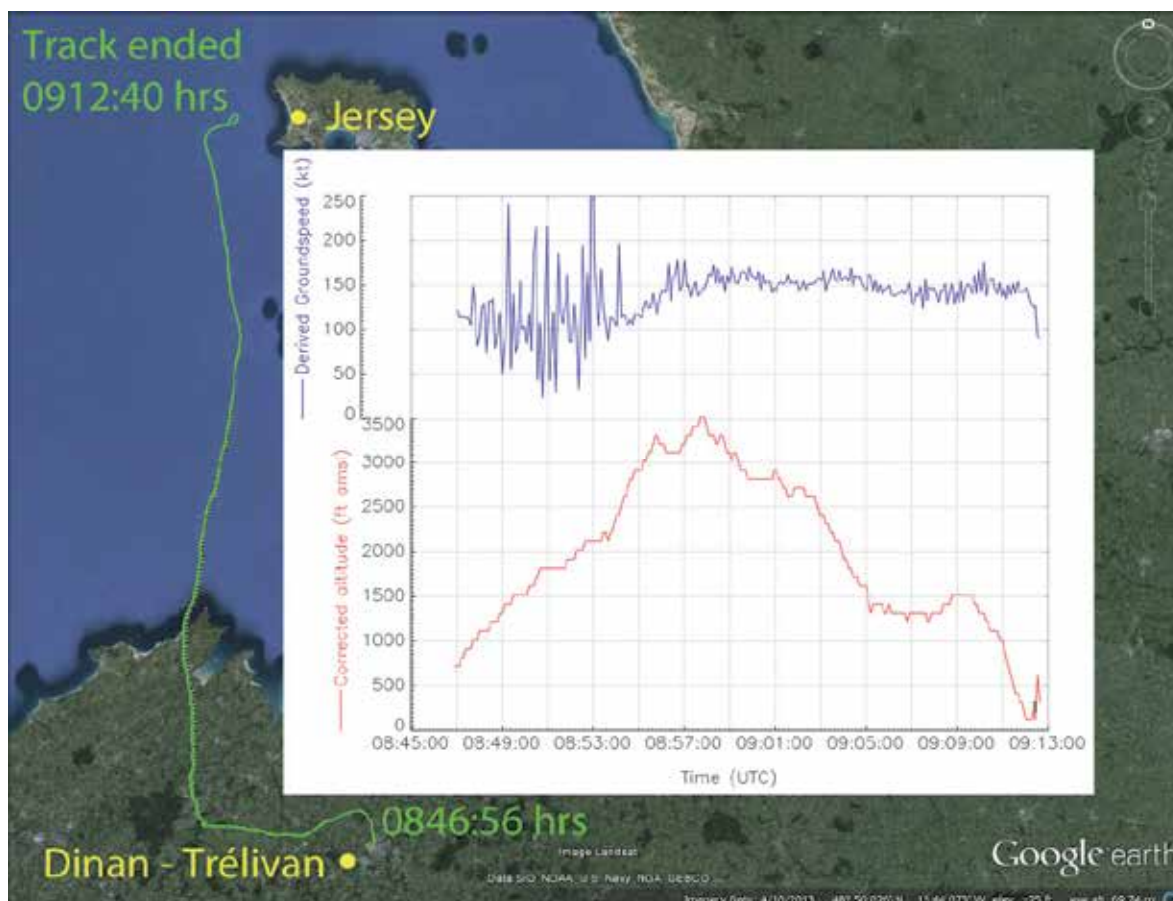 Track ended
0912:40 hrs
Jersey
Derived Groundspeed (kt)
250
200
150
100
50
0
Corrected altitude (ft ams
3500
3000
2500
2000
1500
1000
500
0
08:45:00 08:49:00 08:53:00 08:57:00 09:01:00 09:05:00 09:09:00 09:13:00
Time (UTC)
0846:56 hrs
Dinan - Trélivan
Image Landsat
Data SIO, NOAA, U.S. Navy, NGA, GEBCO
Google earth